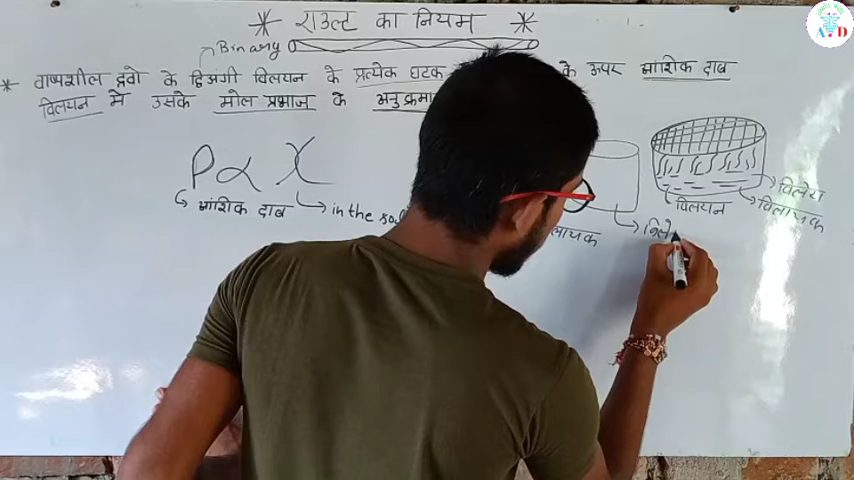 राउल्ट का नियम
Binary
* वाष्पशील द्रवो के द्विअंगी विलयन के प्रत्येक घटक के ऊपर आंशिक दाब
विलयन मे उसके मोल प्रभाज के अनुक्रमा
P α X
आंशिक दाब
in the sol
लायक
विले
विलयन
विलेय
विलायक
A D